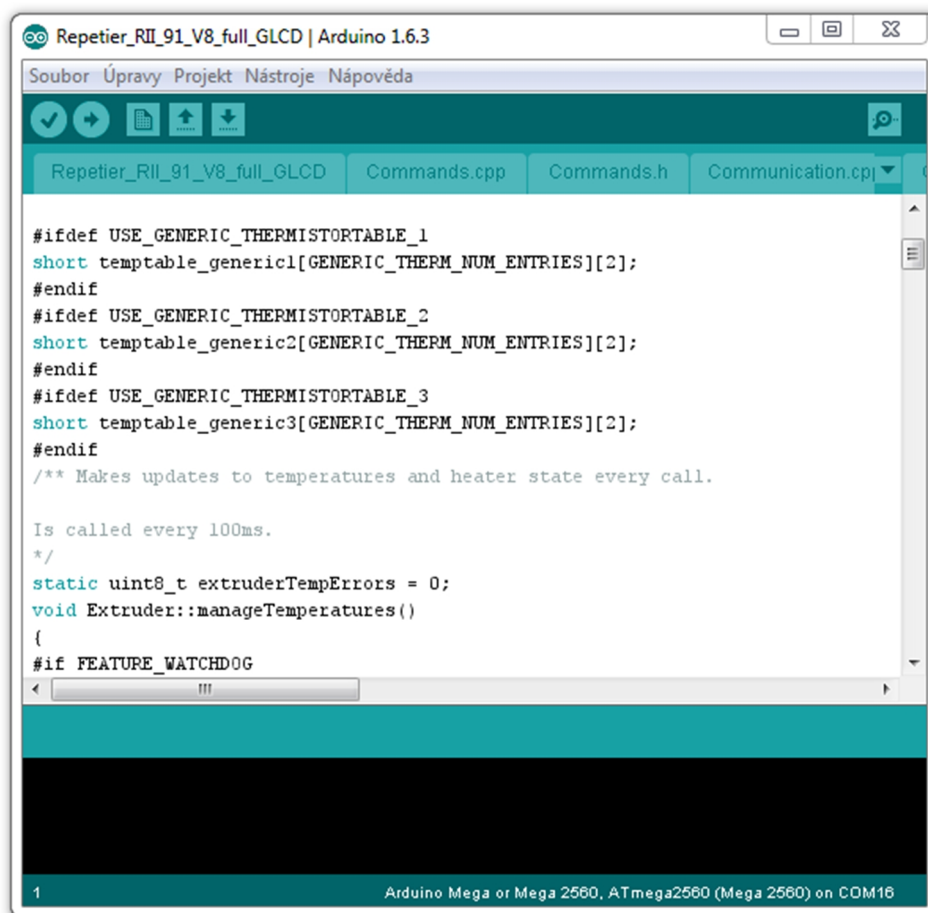 Repetier_RII_91_V8_full_GLCD | Arduino 1.6.3
Soubor Úpravy Projekt Nástroje Nápověda
Repetier_RII_91_V8_full_GLCD Commands.cpp Commands.h Communication.cpp
#ifdef USE_GENERIC_THERMISTORTABLE_1
short temptable_generic1[GENERIC_THERM_NUM_ENTRIES][2];
#endif
#ifdef USE_GENERIC_THERMISTORTABLE_2
short temptable_generic2[GENERIC_THERM_NUM_ENTRIES][2];
#endif
#ifdef USE_GENERIC_THERMISTORTABLE_3
short temptable_generic3[GENERIC_THERM_NUM_ENTRIES][2];
#endif
/** Makes updates to temperatures and heater state every call.
Is called every 100ms.
*/
static uint8_t extruderTempErrors = 0;
void Extruder::manageTemperatures()
{
#if FEATURE_WATCHDOG
1 Arduino Mega or Mega 2560, ATmega2560 (Mega 2560) on COM16